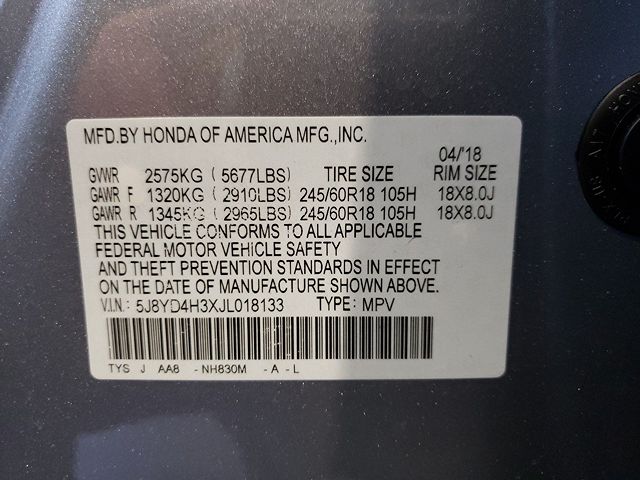 MFD.BY HONDA OF AMERICA MFG.,INC.
04/'18
GVWR 2575KG ( 5677LBS) TIRE SIZE RIM SIZE
GAWR F 1320KG ( 2910LBS) 245/60R18 105H 18X8.0J
GAWR R 1345KG ( 2965LBS) 245/60R18 105H 18X8.0J
THIS VEHICLE CONFORMS TO ALL APPLICABLE
FEDERAL MOTOR VEHICLE SAFETY
AND THEFT PREVENTION STANDARDS IN EFFECT
ON THE DATE OF MANUFACTURE SHOWN ABOVE.
V.I.N.: 5J8YD4H3XJL018133 TYPE: MPV
TYS J AA8 - NH830M - A - L